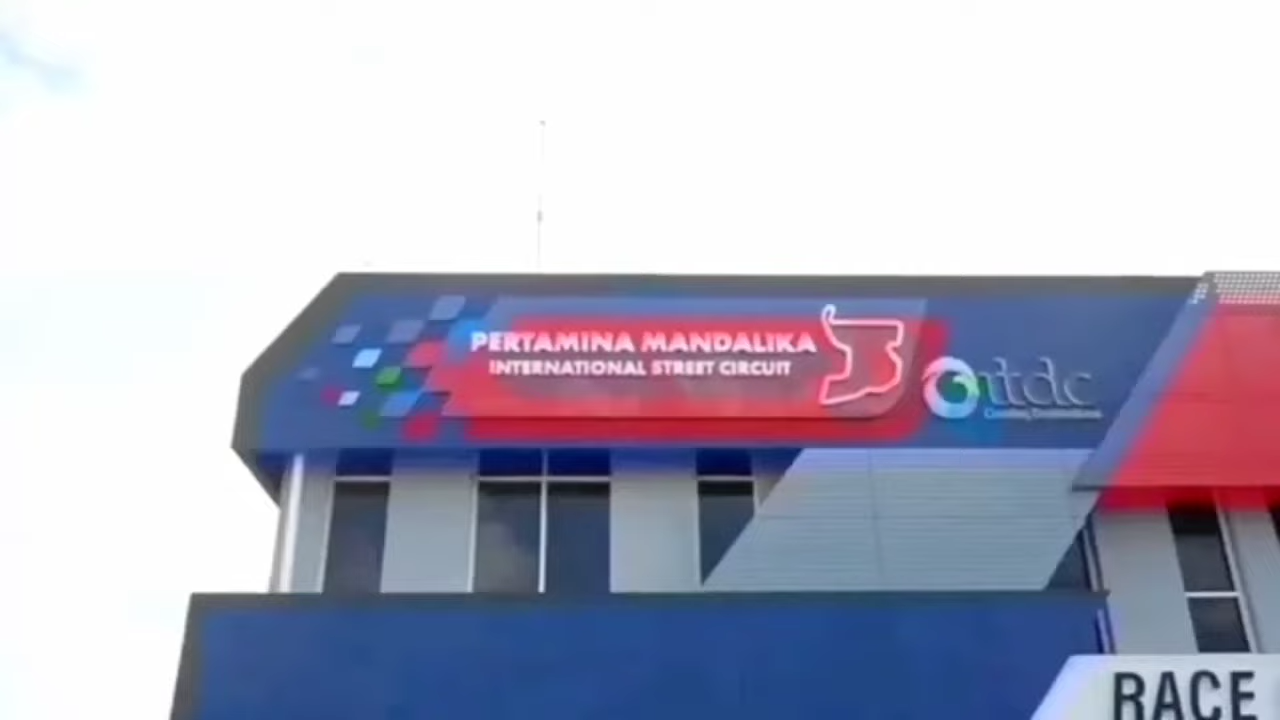 PERTAMINA MANDALIKA
INTERNATIONAL STREET CIRCUIT
itdc
RACE